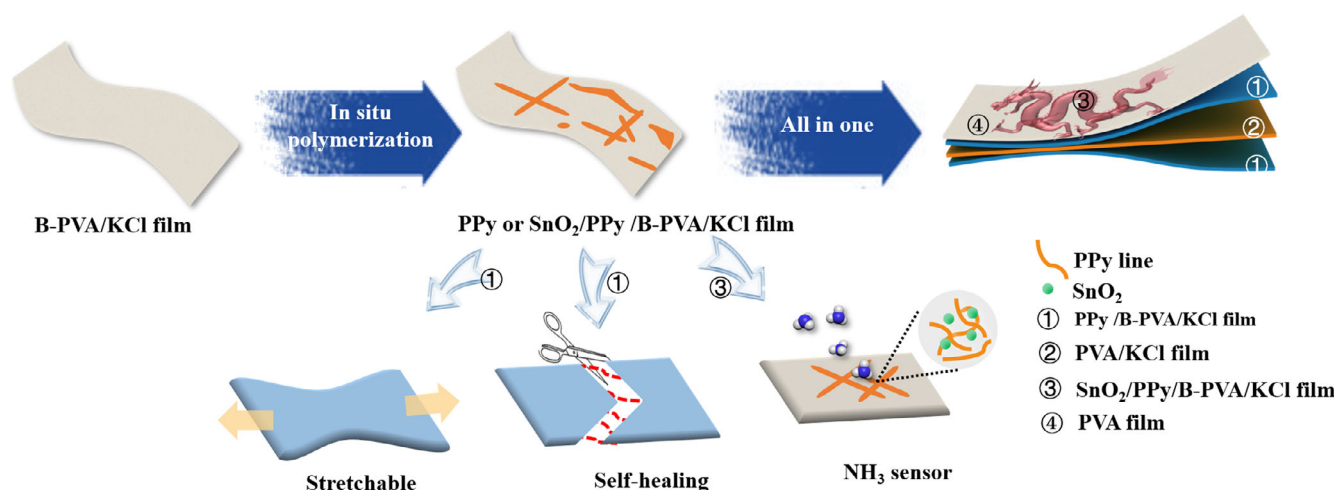 In situ
polymerization
All in one
③
④
①
②
①
B-PVA/KCl film
PPy or SnO₂/PPy /B-PVA/KCl film
①
①
③
PPy line
SnO₂
① PPy /B-PVA/KCl film
② PVA/KCl film
③ SnO₂/PPy/B-PVA/KCl film
④ PVA film
Stretchable
Self-healing
NH₃ sensor